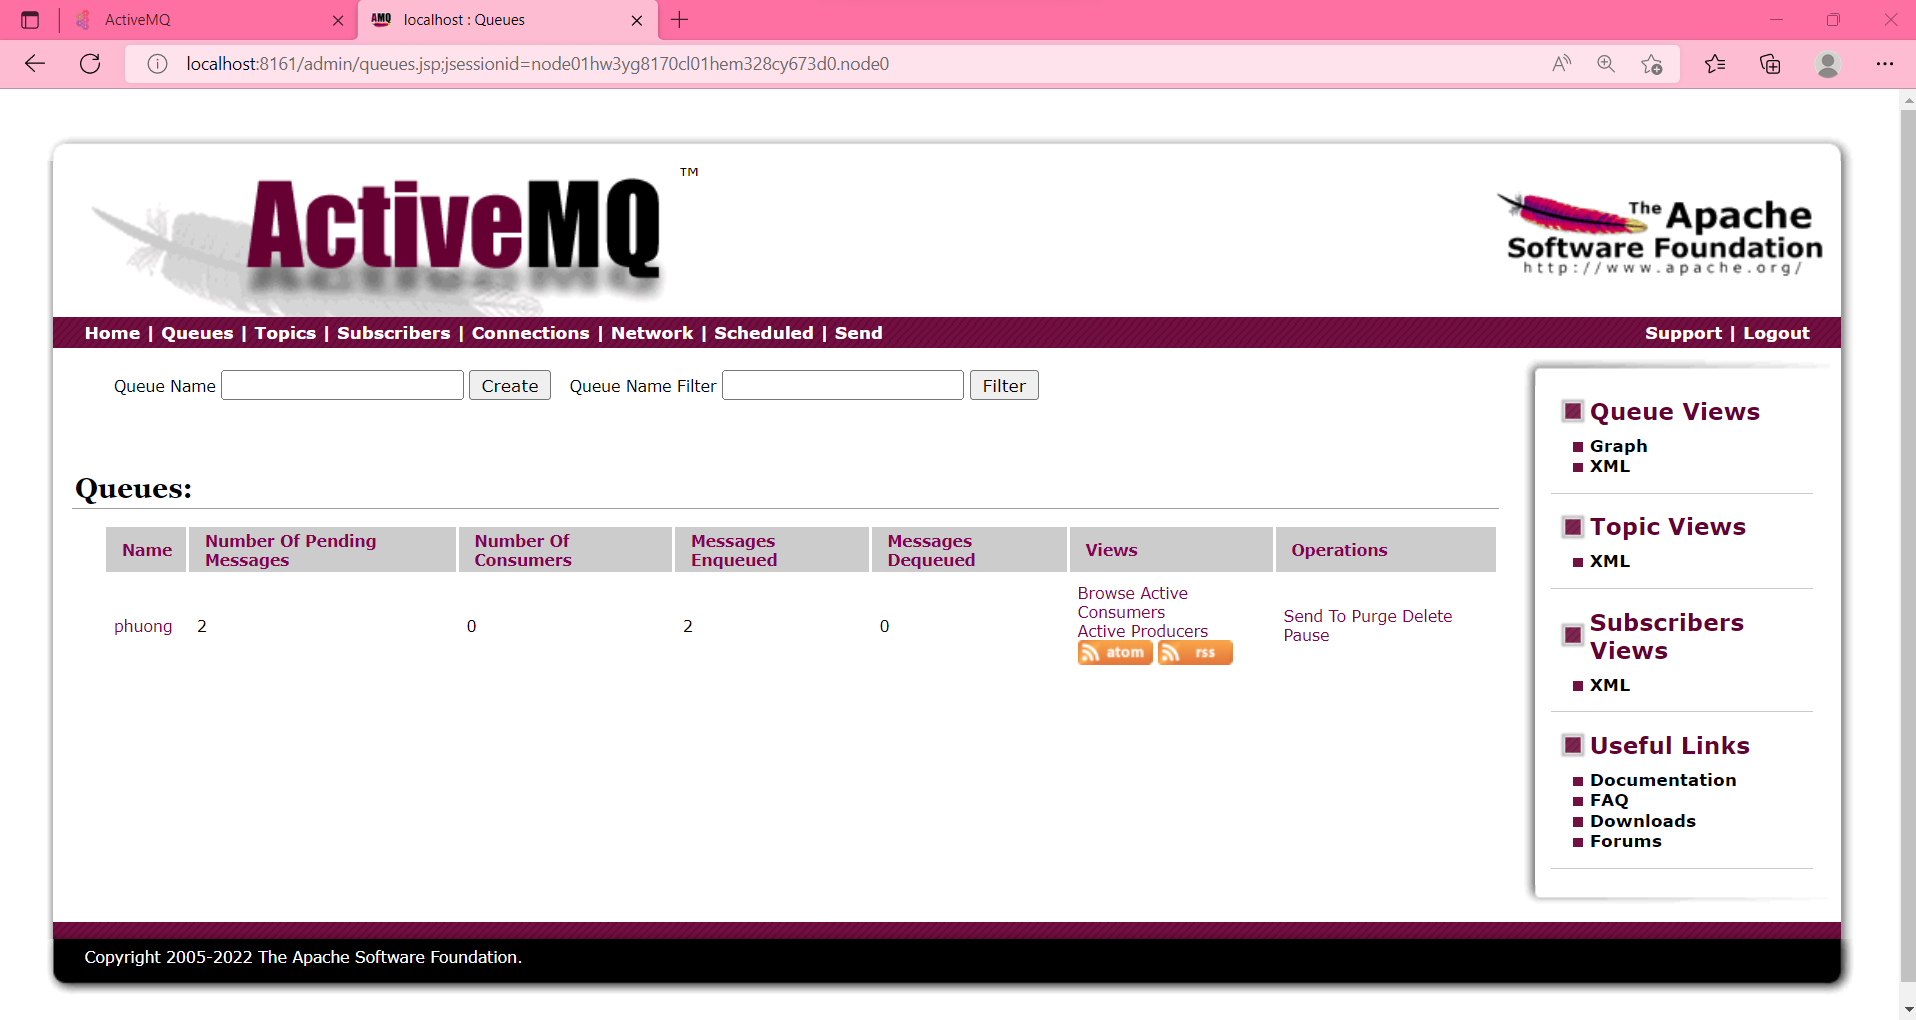 ActiveMQ
localhost : Queues
localhost:8161/admin/queues.jsp;jsessionid=node01hw3yg8170cl01hem328cy673d0.node0
ActiveMQ TM
The Apache
Software Foundation
http://www.apache.org/
Home | Queues | Topics | Subscribers | Connections | Network | Scheduled | Send
Support | Logout
Queue Name Create Queue Name Filter Filter
Queues:
Name Number Of Pending Messages Number Of Consumers Messages Enqueued Messages Dequeued Views Operations
phuong 2 0 2 0
Browse Active
Consumers
Active Producers
atom rss
Send To Purge Delete
Pause
Queue Views
Graph
XML
Topic Views
XML
Subscribers
Views
XML
Useful Links
Documentation
FAQ
Downloads
Forums
Copyright 2005-2022 The Apache Software Foundation.